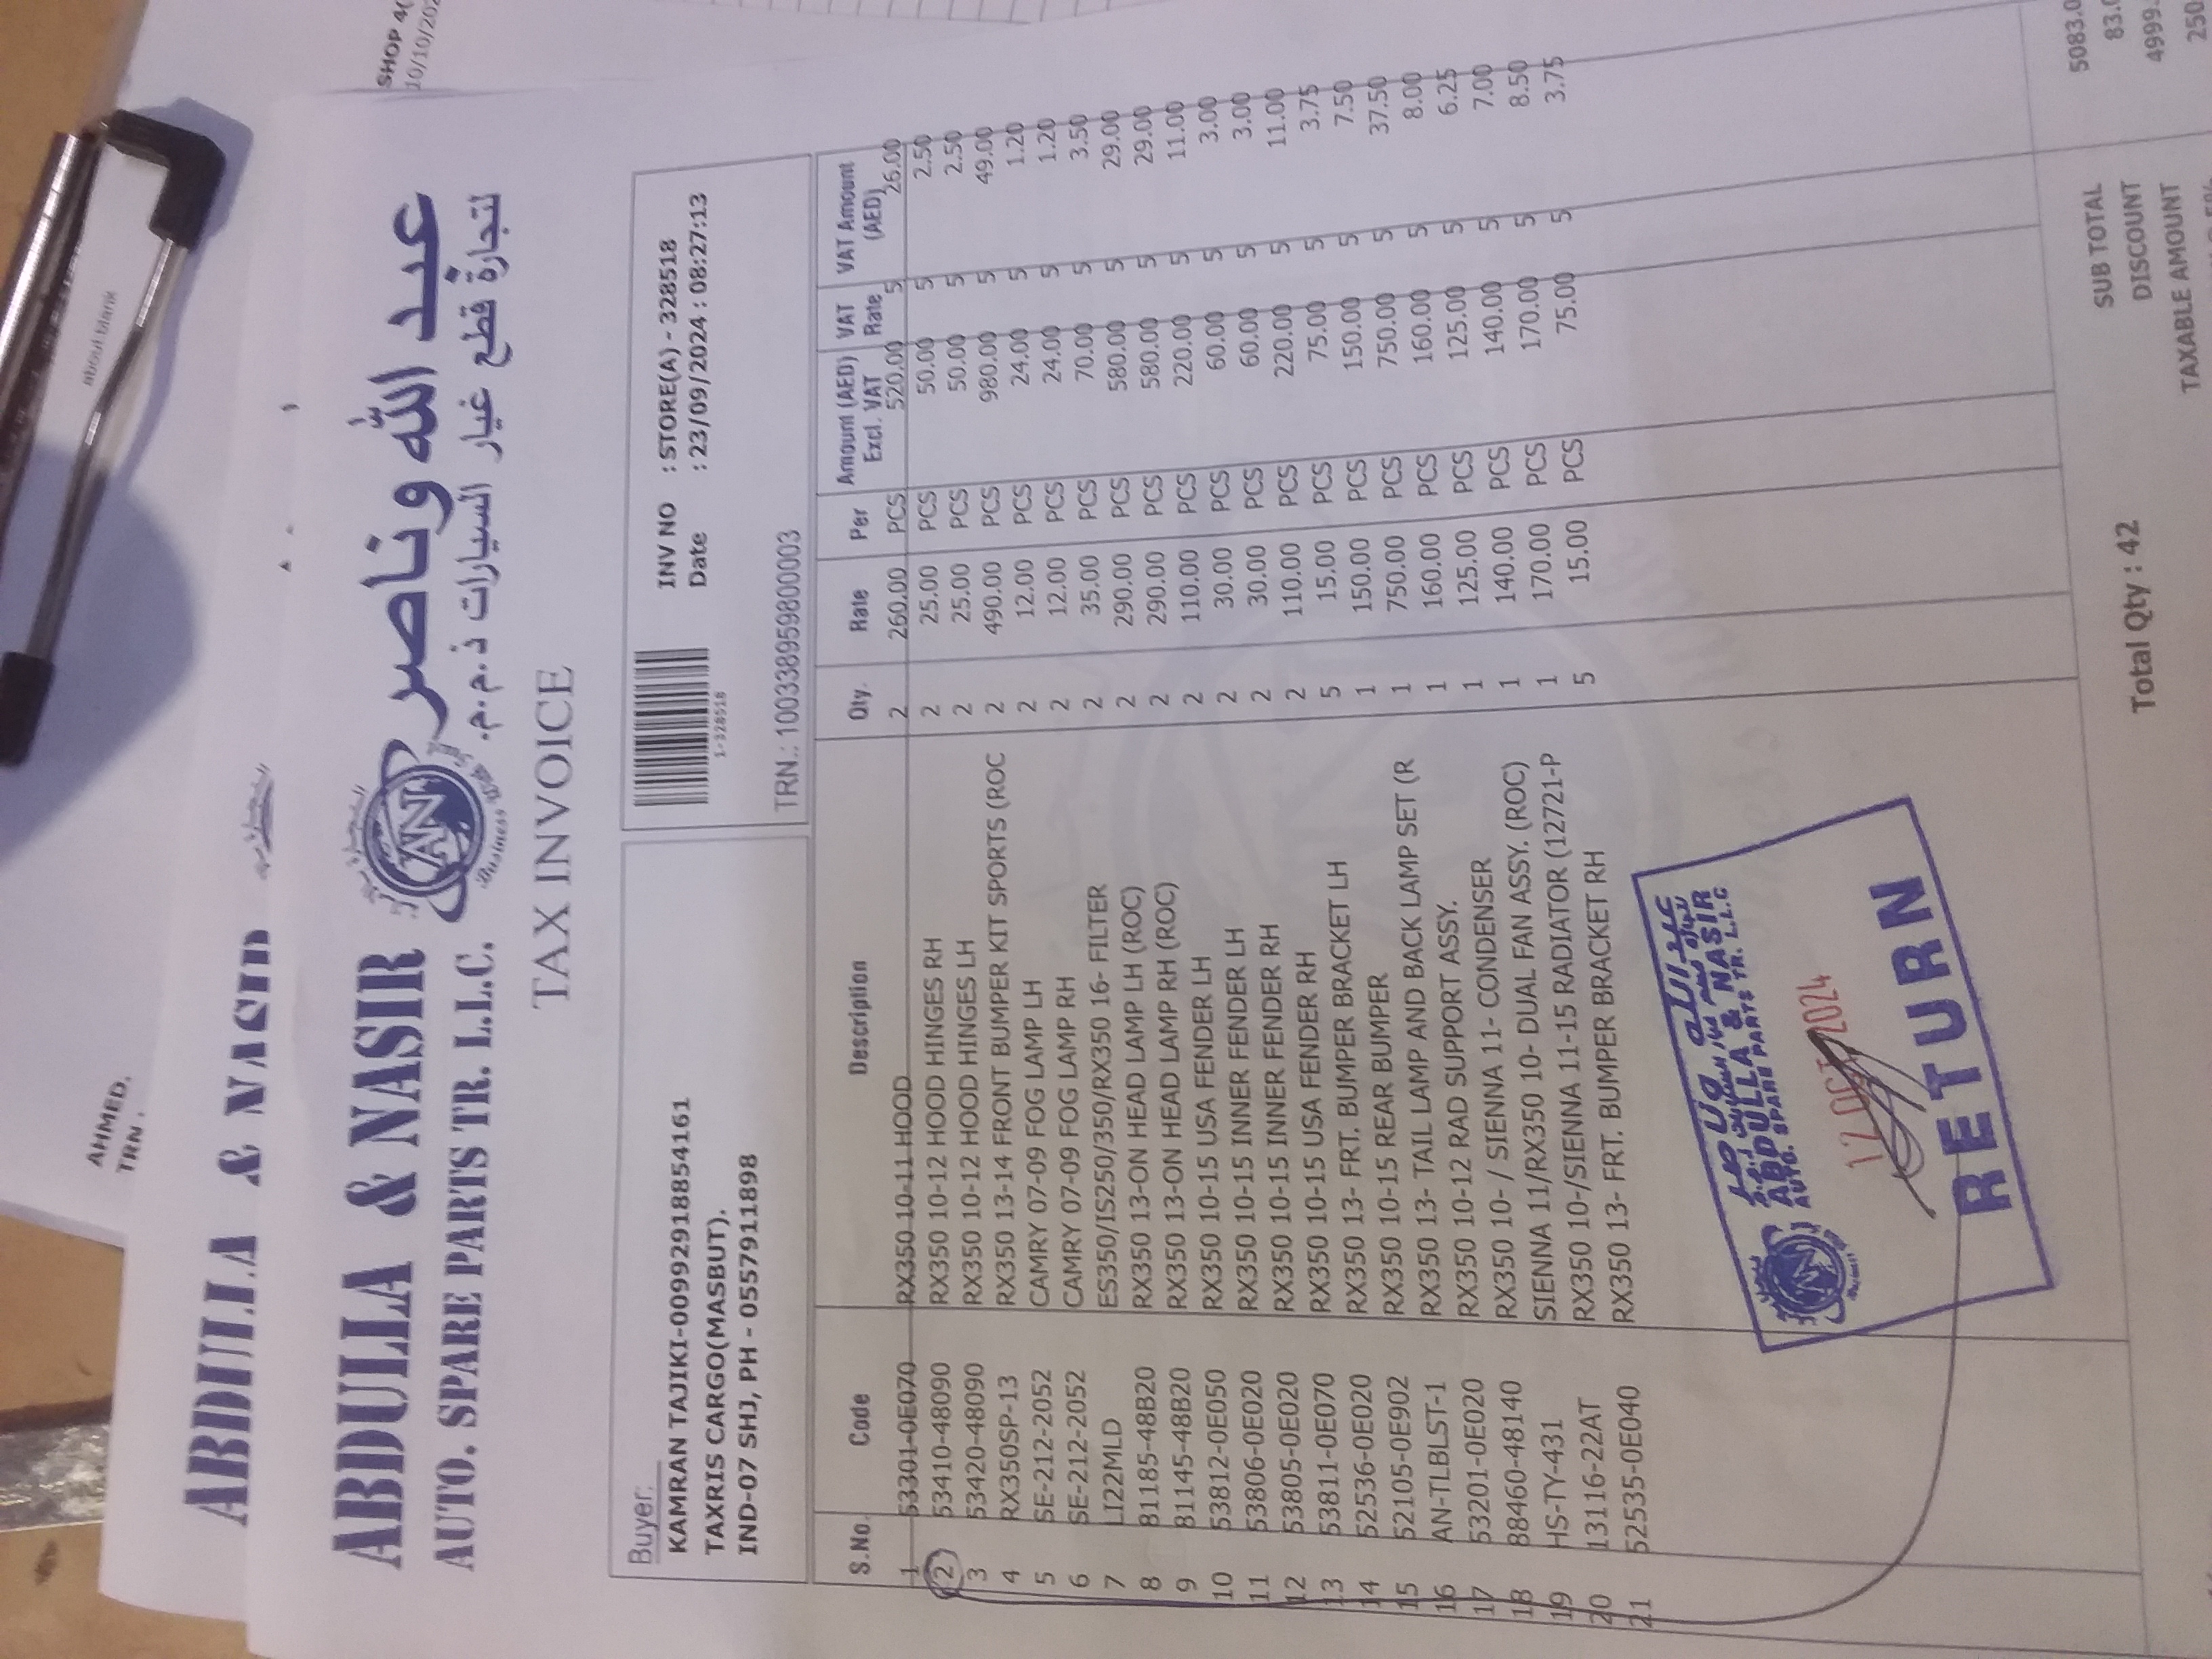 SHOP 4(
10/10/202
about:blank
AHMED.
TRN.
ABDULLA & NASIR
ABDULLA & NASIR
عبد الله وناصر
AUTO. SPARE PARTS TR. L.L.C.
لتجارة قطع غيار السيارات ذ.م.م.
AN
Business
TAX INVOICE
Buyer:
KAMRAN TAJIKI-00992918854161
TAXRIS CARGO(MASBUT).
IND-07 SHJ, PH - 0557911898
1-328518
INV NO : STORE(A) - 328518
Date : 23/09/2024 : 08:27:13
TRN.: 100338959800003
S.No. Code Description Qty. Rate Per Amount (AED) Excl. VAT VAT Rate VAT Amount (AED)
1 53301-0E070 RX350 10-11 HOOD 2 260.00 PCS 520.00 5 26.00
2 53410-48090 RX350 10-12 HOOD HINGES RH 2 25.00 PCS 50.00 5 2.50
3 53420-48090 RX350 10-12 HOOD HINGES LH 2 25.00 PCS 50.00 5 2.50
4 RX350SP-13 RX350 13-14 FRONT BUMPER KIT SPORTS (ROC 2 490.00 PCS 980.00 5 49.00
5 SE-212-2052 CAMRY 07-09 FOG LAMP LH 2 12.00 PCS 24.00 5 1.20
6 SE-212-2052 CAMRY 07-09 FOG LAMP RH 2 12.00 PCS 24.00 5 1.20
7 LI22MLD ES350/IS250/350/RX350 16- FILTER 2 35.00 PCS 70.00 5 3.50
8 81185-48B20 RX350 13-ON HEAD LAMP LH (ROC) 2 290.00 PCS 580.00 5 29.00
9 81145-48B20 RX350 13-ON HEAD LAMP RH (ROC) 2 290.00 PCS 580.00 5 29.00
10 53812-0E050 RX350 10-15 USA FENDER LH 2 110.00 PCS 220.00 5 11.00
11 53806-0E020 RX350 10-15 INNER FENDER LH 2 30.00 PCS 60.00 5 3.00
12 53805-0E020 RX350 10-15 INNER FENDER RH 2 30.00 PCS 60.00 5 3.00
13 53811-0E070 RX350 10-15 USA FENDER RH 2 110.00 PCS 220.00 5 11.00
14 52536-0E020 RX350 13- FRT. BUMPER BRACKET LH 5 15.00 PCS 75.00 5 3.75
15 52105-0E902 RX350 10-15 REAR BUMPER 1 150.00 PCS 150.00 5 7.50
16 AN-TLBLST-1 RX350 13- TAIL LAMP AND BACK LAMP SET (R 1 750.00 PCS 750.00 5 37.50
17 53201-0E020 RX350 10-12 RAD SUPPORT ASSY. 1 160.00 PCS 160.00 5 8.00
18 88460-48140 RX350 10- / SIENNA 11- CONDENSER 1 125.00 PCS 125.00 5 6.25
19 HS-TY-431 SIENNA 11/RX350 10- DUAL FAN ASSY. (ROC) 1 140.00 PCS 140.00 5 7.00
20 13116-22AT RX350 10-/SIENNA 11-15 RADIATOR (12721-P 1 170.00 PCS 170.00 5 8.50
21 52535-0E040 RX350 13- FRT. BUMPER BRACKET RH 5 15.00 PCS 75.00 5 3.75
ABDULLA & NASIR
AUTO. SPARE PARTS TR. L.L.C
12 OCT 2024
RETURN
Total Qty : 42
SUB TOTAL 5083.0
DISCOUNT 83.0
TAXABLE AMOUNT 4999.
5%
250